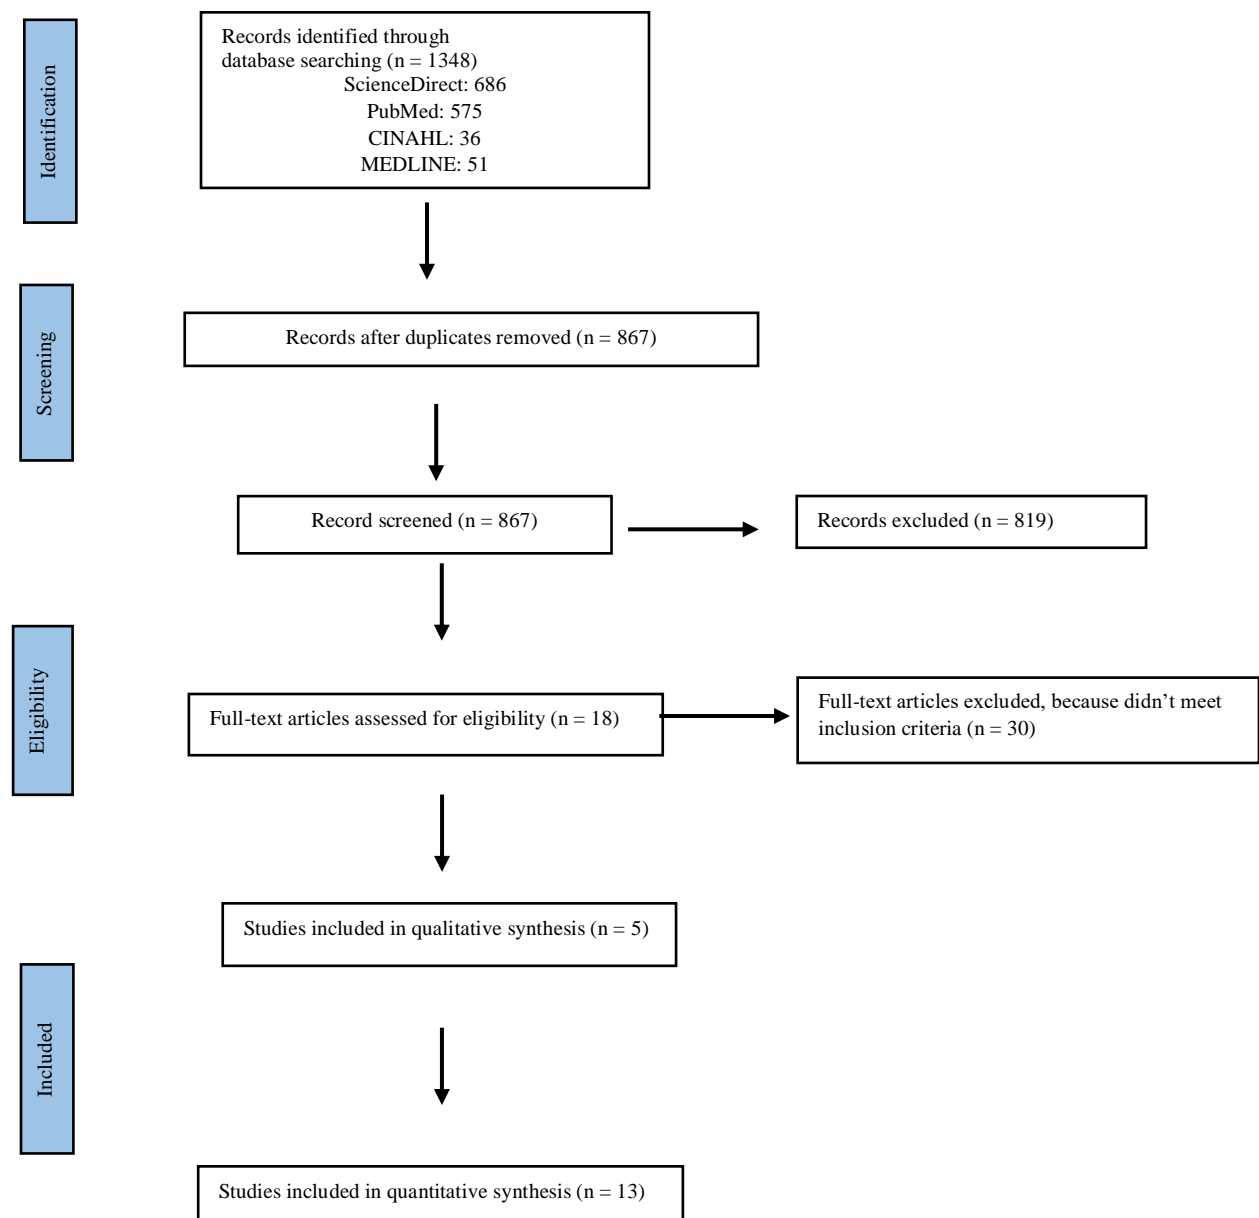 Identification
Records identified through
database searching (n = 1348)
ScienceDirect: 686
PubMed: 575
CINAHL: 36
MEDLINE: 51
Screening
Records after duplicates removed (n = 867)
Record screened (n = 867)
Records excluded (n = 819)
Eligibility
Full-text articles assessed for eligibility (n = 18)
Full-text articles excluded, because didn’t meet
inclusion criteria (n = 30)
Studies included in qualitative synthesis (n = 5)
Included
Studies included in quantitative synthesis (n = 13)